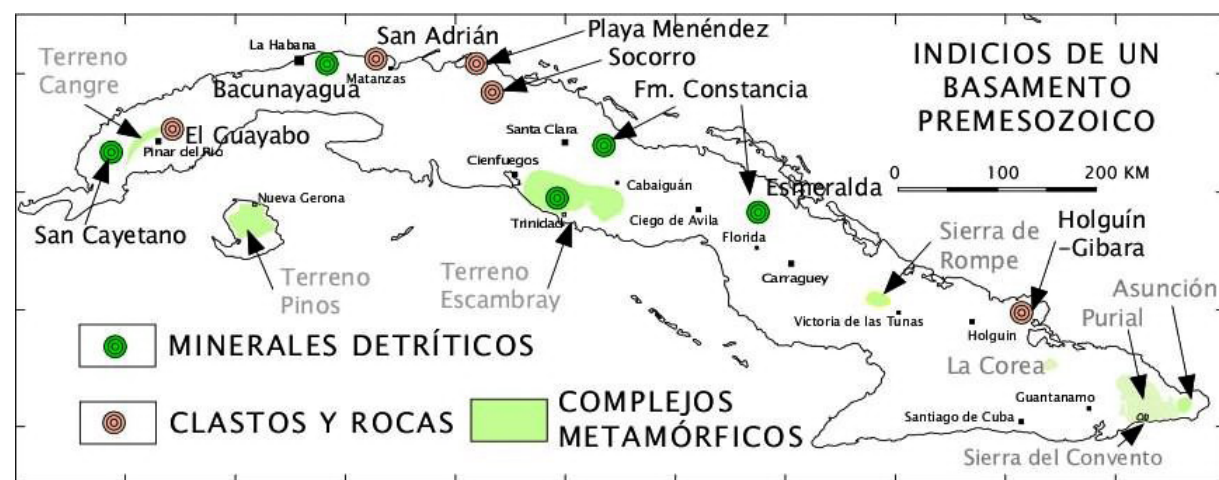 INDICIOS DE UN
BASAMENTO
PREMESOZOICO
0 100 200 KM
Terreno
Cangre
La Habana
San Adrián
Playa Menéndez
Socorro
Matanzas
Bacunayagua
Fm. Constancia
El Guayabo
Pinar del Río
Santa Clara
Cienfuegos
Cabaiguán
Esmeralda
Nueva Gerona
San Cayetano
Trinidad
Ciego de Avila
Florida
Holguín
-Gibara
Sierra de
Rompe
Terreno
Pinos
Terreno
Escambray
Carraguey
Asunción
Purial
Victoria de las Tunas
Holguin
La Corea
Guantanamo
Santiago de Cuba
Sierra del Convento
MINERALES DETRÍTICOS
CLASTOS Y ROCAS
COMPLEJOS
METAMÓRFICOS